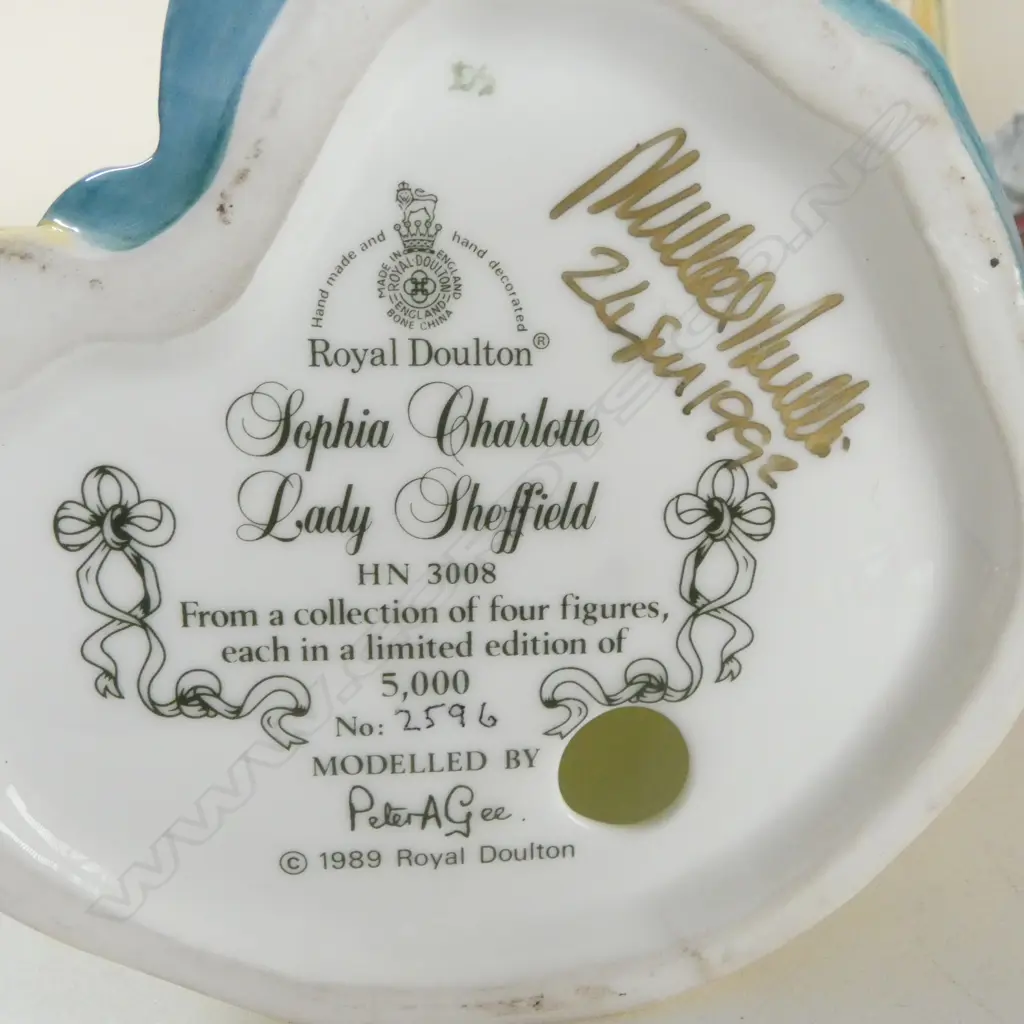 Hand made and hand decorated
MADE IN ENGLAND
ROYAL·DOULTON
ENGLAND
BONE CHINA
Royal Doulton®
Sophia Charlotte
Lady Sheffield
HN 3008
From a collection of four figures,
each in a limited edition of
5,000
No: 2596
MODELLED BY
Peter A Gee.
© 1989 Royal Doulton
Michael
1992